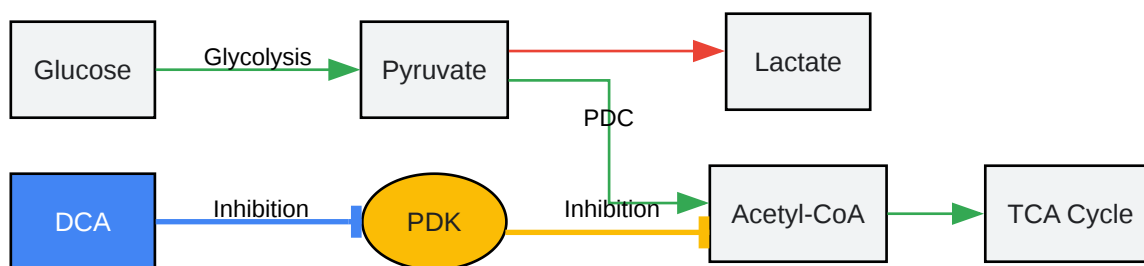 Glucose
Glycolysis
Pyruvate
Lactate
PDC
DCA
Inhibition
PDK
Inhibition
Acetyl-CoA
TCA Cycle